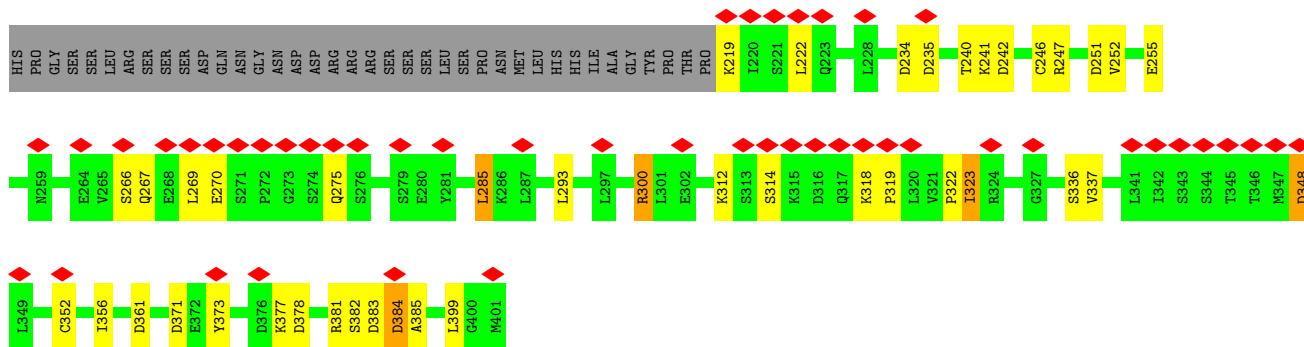 HIS PRO GLY SER SER LEU ARG SER SER SER ASP GLN ASN GLY ASN ASP ASP ARG ARG ARG SER SER SER LEU SER PRO ASN MET LEU HIS HIS ILE ALA GLY TYR PRO THR PRO K219 I220 S221 L222 Q223 L228 D234 D235 T240 K241 D242 C246 R247 D251 V252 E255
N259 E264 V265 S266 Q267 E268 L269 E270 S271 P272 G273 S274 Q275 S276 S279 E280 Y281 L285 K286 L287 L293 L297 R300 L301 E302 K312 S313 S314 K315 D316 Q317 K318 P319 L320 V321 P322 I323 R324 G327 S336 V337 L341 I342 S343 S344 T345 T346 M347 D348
L349 C352 I356 D361 D371 E372 Y373 D376 K377 D378 R381 S382 D383 D384 A385 L399 G400 M401